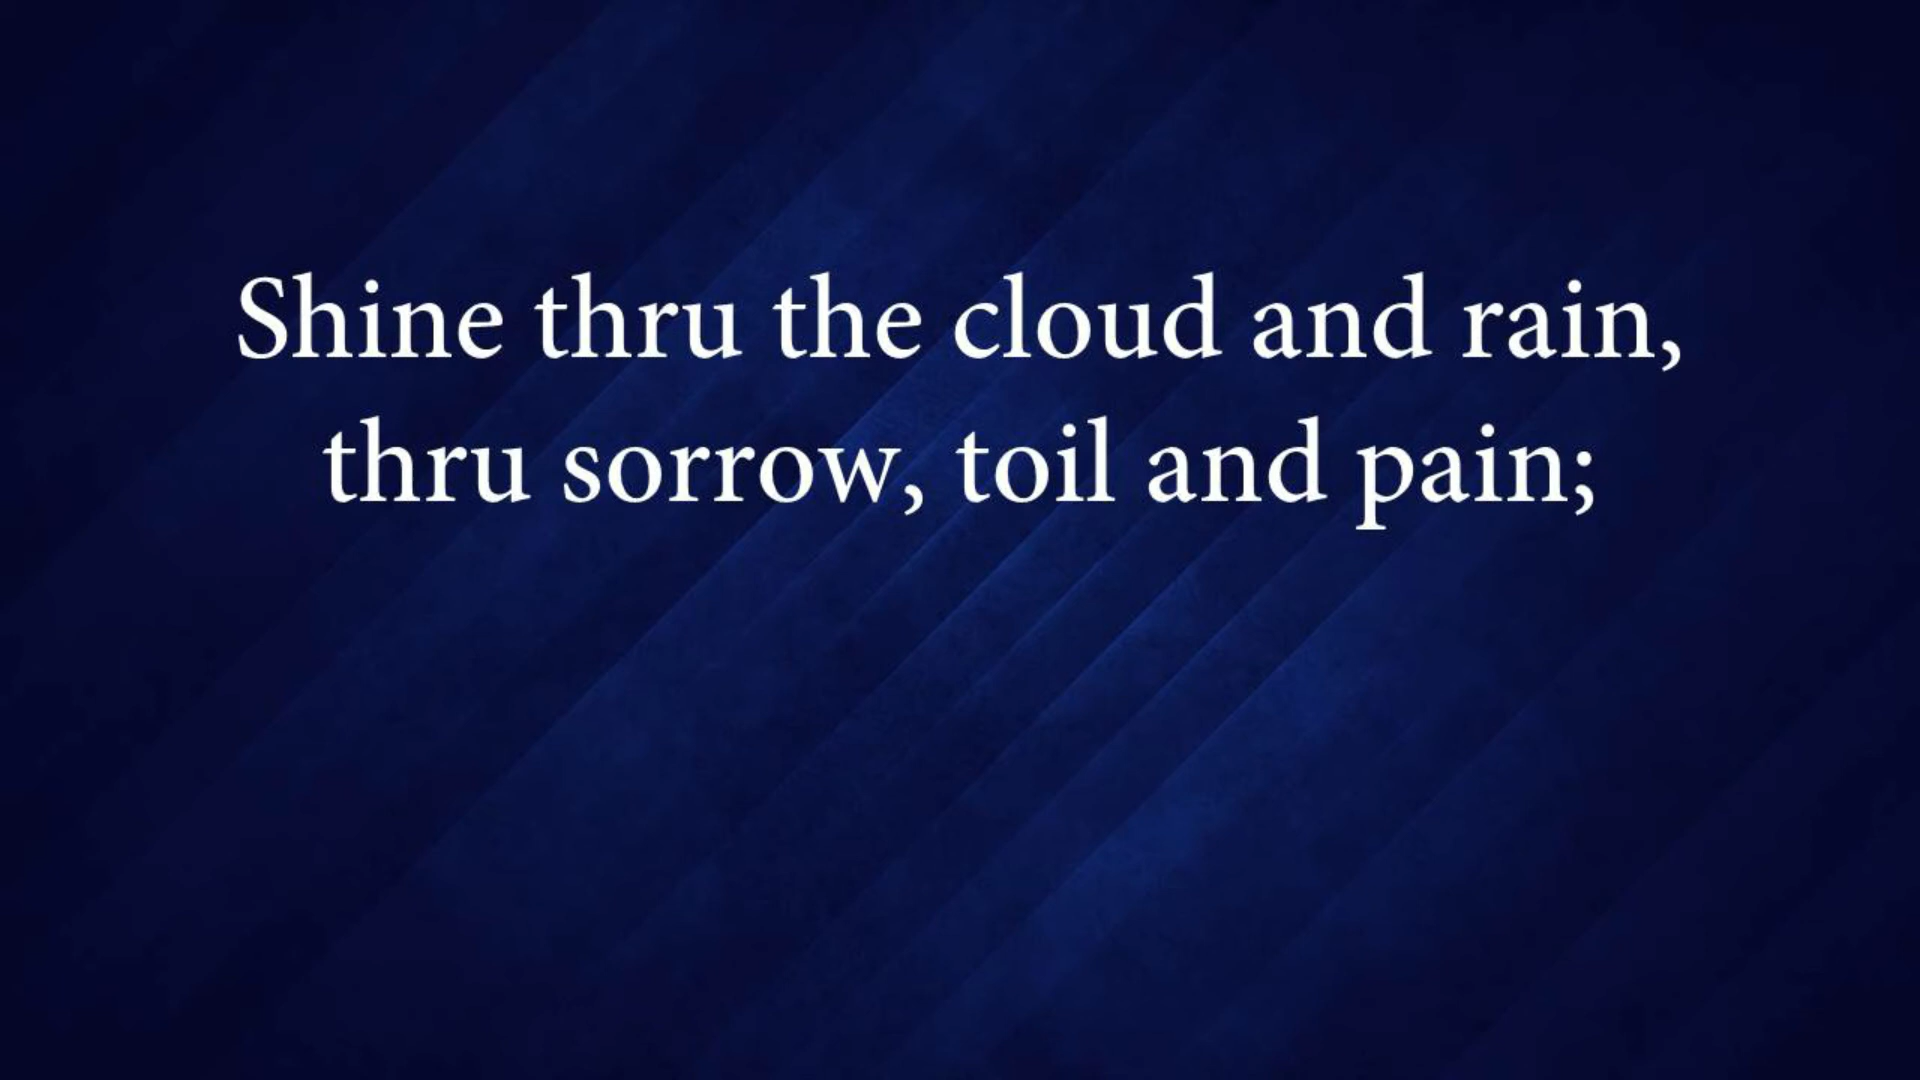 Shine thru the cloud and rain,
thru sorrow, toil and pain;